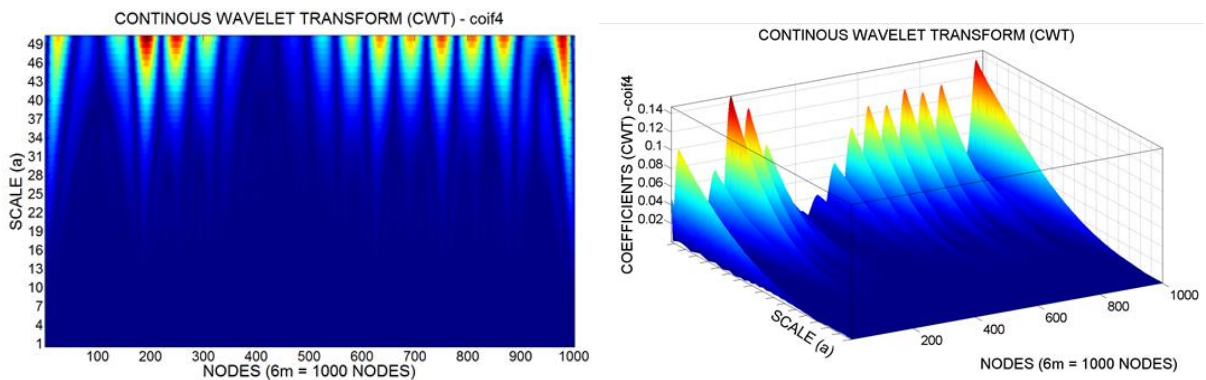 CONTINOUS WAVELET TRANSFORM (CWT) - coif4
SCALE (a)
49
46
43
40
37
34
31
28
25
22
19
16
13
10
7
4
1
100 200 300 400 500 600 700 800 900 1000
NODES (6m = 1000 NODES)
CONTINOUS WAVELET TRANSFORM (CWT)
COEFFICIENTS (CWT) -coif4
0.14
0.12
0.1
0.08
0.06
0.04
0.02
SCALE (a)
200 400 600 800 1000
NODES (6m = 1000 NODES)